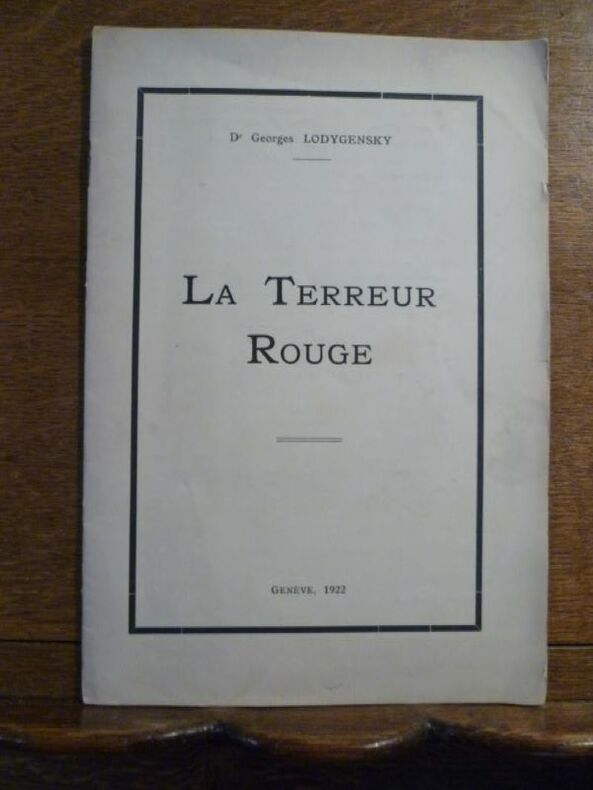 Dr Georges LODYGENSKY
LA TERREUR
ROUGE
GENÈVE, 1922